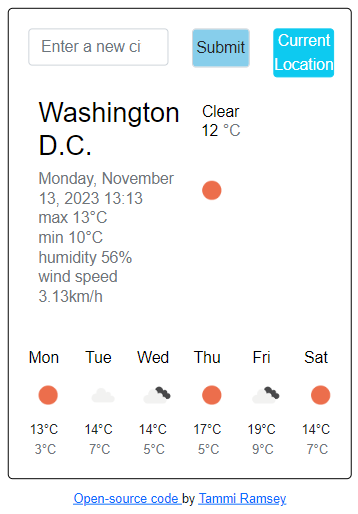 Enter a new ci
Submit
Current
Location
Washington
D.C.
Clear
12 °C
Monday, November
13, 2023 13:13
max 13°C
min 10°C
humidity 56%
wind speed
3.13km/h
Mon Tue Wed Thu Fri Sat
13°C 14°C 14°C 17°C 19°C 14°C
3°C 7°C 5°C 5°C 9°C 7°C
Open-source code by Tammi Ramsey